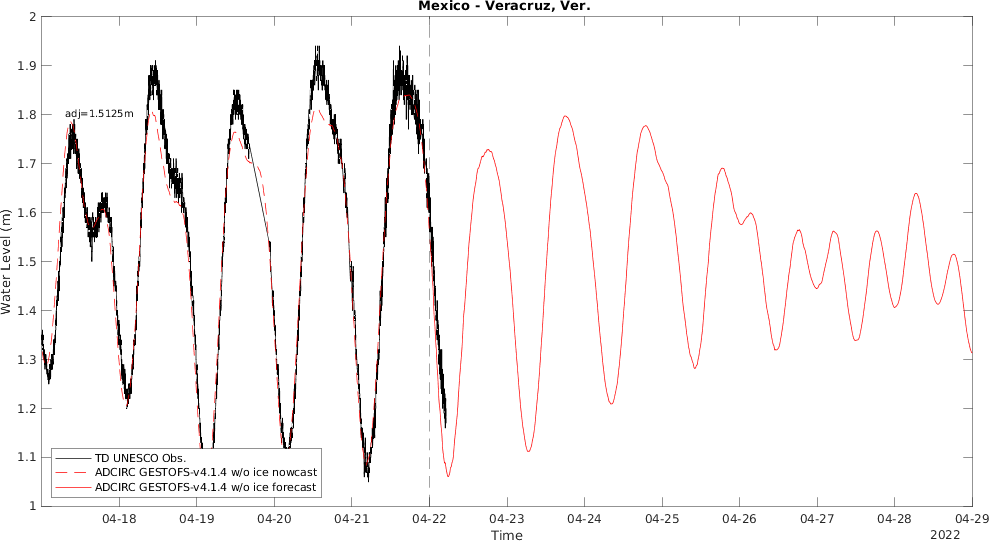 Mexico - Veracruz, Ver.
2
1.9
1.8
1.7
1.6
1.5
1.4
1.3
1.2
1.1
1
Water Level (m)
adj=1.5125m
TD UNESCO Obs.
ADCIRC GESTOFS-v4.1.4 w/o ice nowcast
ADCIRC GESTOFS-v4.1.4 w/o ice forecast
04-18 04-19 04-20 04-21 04-22 04-23 04-24 04-25 04-26 04-27 04-28 04-29
Time
2022